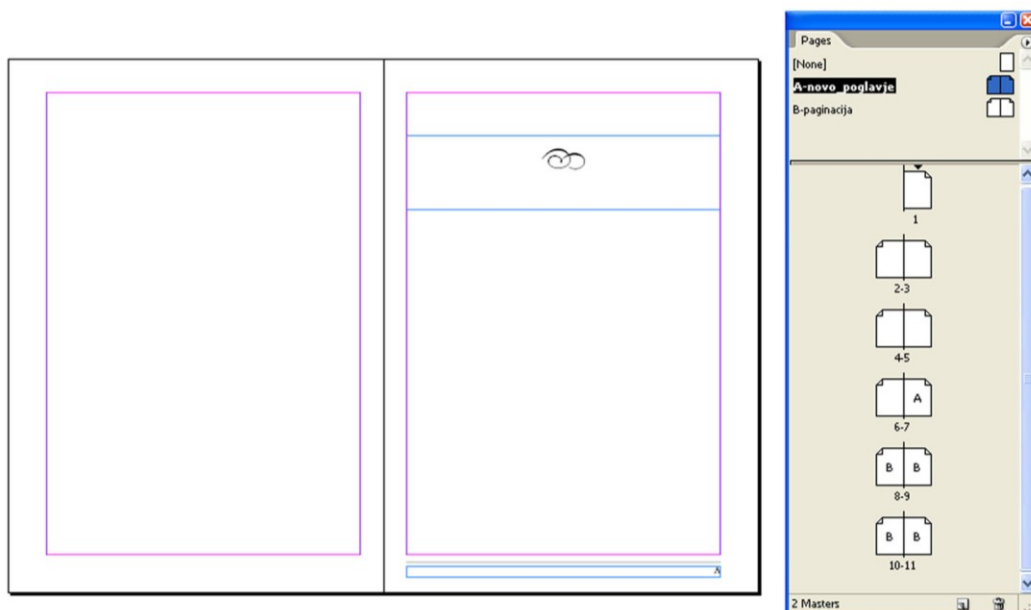 A
Pages
[None]
A-novo_poglavje
B-paginacija
1
2-3
4-5
A
6-7
B B
8-9
B B
10-11
2 Masters